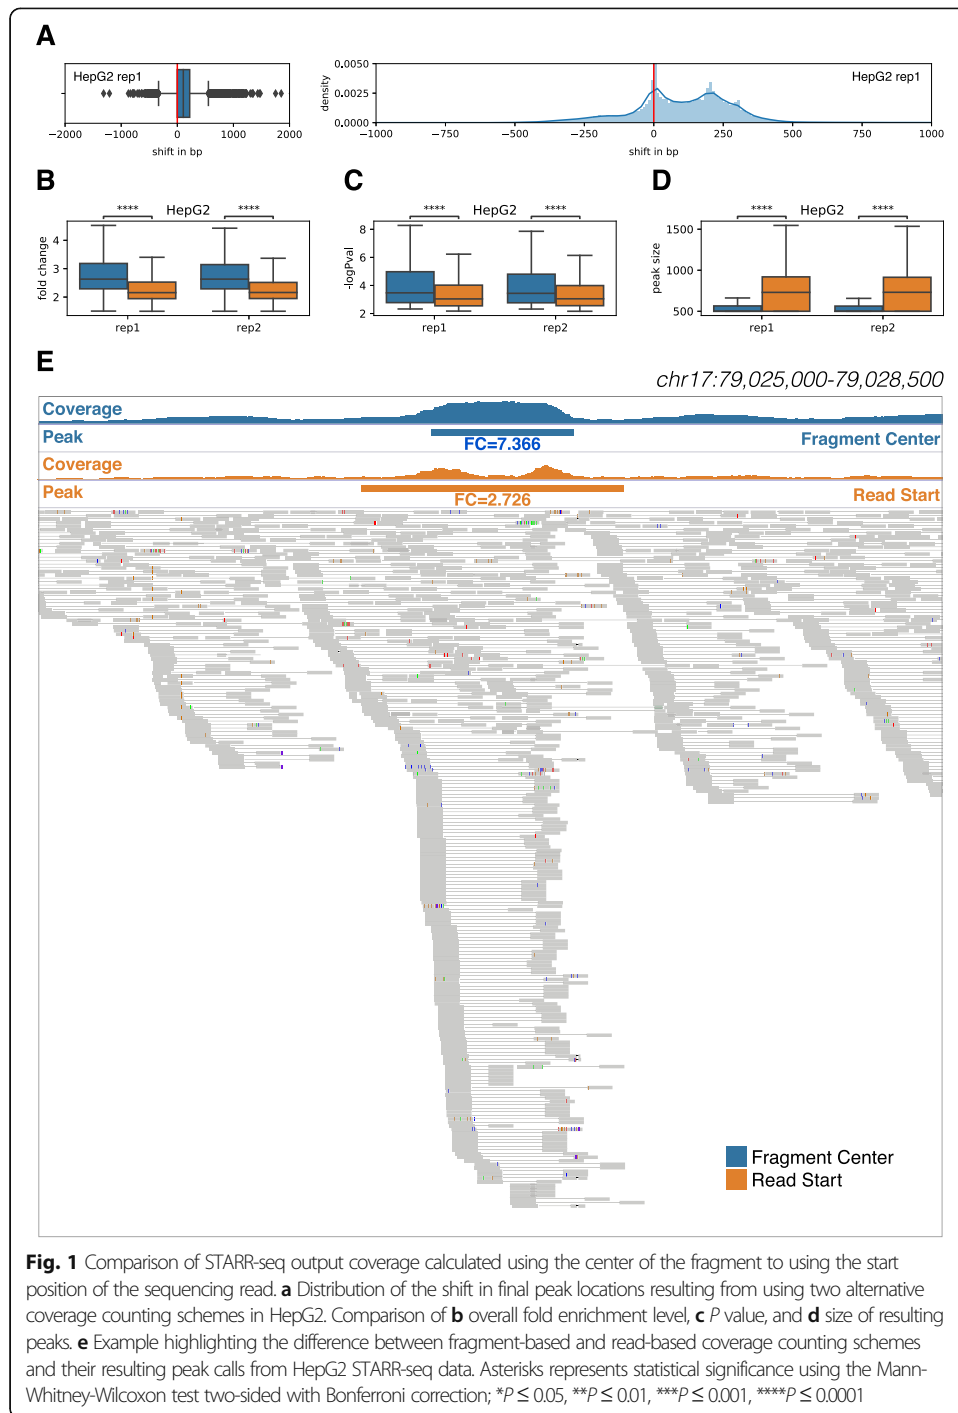 A
HepG2 rep1
−2000 −1000 0 1000 2000
shift in bp
density
0.0050
0.0025
0.0000
HepG2 rep1
−1000 −750 −500 −250 0 250 500 750 1000
shift in bp
B
**** HepG2 ****
fold change
4
3
2
rep1 rep2
C
**** HepG2 ****
-logPval
8
6
4
2
rep1 rep2
D
**** HepG2 ****
peak size
1500
1000
500
rep1 rep2
E
chr17:79,025,000-79,028,500
Coverage
Peak FC=7.366 Fragment Center
Coverage
Peak FC=2.726 Read Start
Fragment Center
Read Start
Fig. 1 Comparison of STARR-seq output coverage calculated using the center of the fragment to using the start
position of the sequencing read. a Distribution of the shift in final peak locations resulting from using two alternative
coverage counting schemes in HepG2. Comparison of b overall fold enrichment level, c P value, and d size of resulting
peaks. e Example highlighting the difference between fragment-based and read-based coverage counting schemes
and their resulting peak calls from HepG2 STARR-seq data. Asterisks represents statistical significance using the Mann-
Whitney-Wilcoxon test two-sided with Bonferroni correction; *P ≤ 0.05, **P ≤ 0.01, ***P ≤ 0.001, ****P ≤ 0.0001